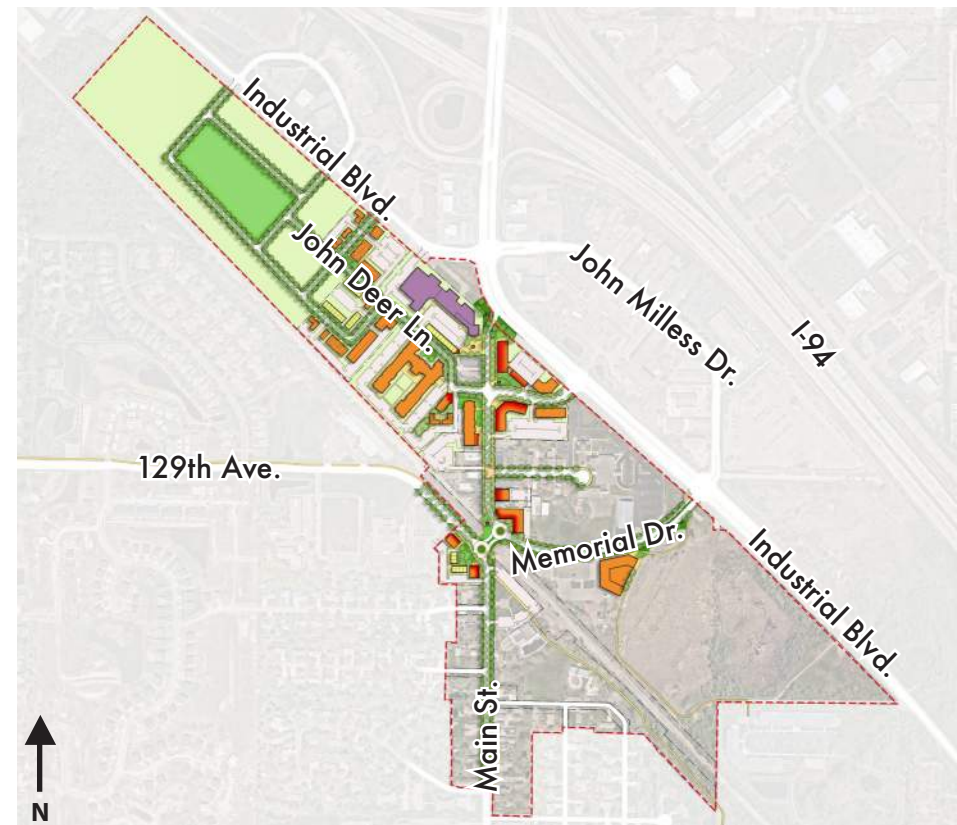 Industrial Blvd.
John Deer Ln.
John Milless Dr.
I-94
129th Ave.
Memorial Dr.
Industrial Blvd.
Main St.
N